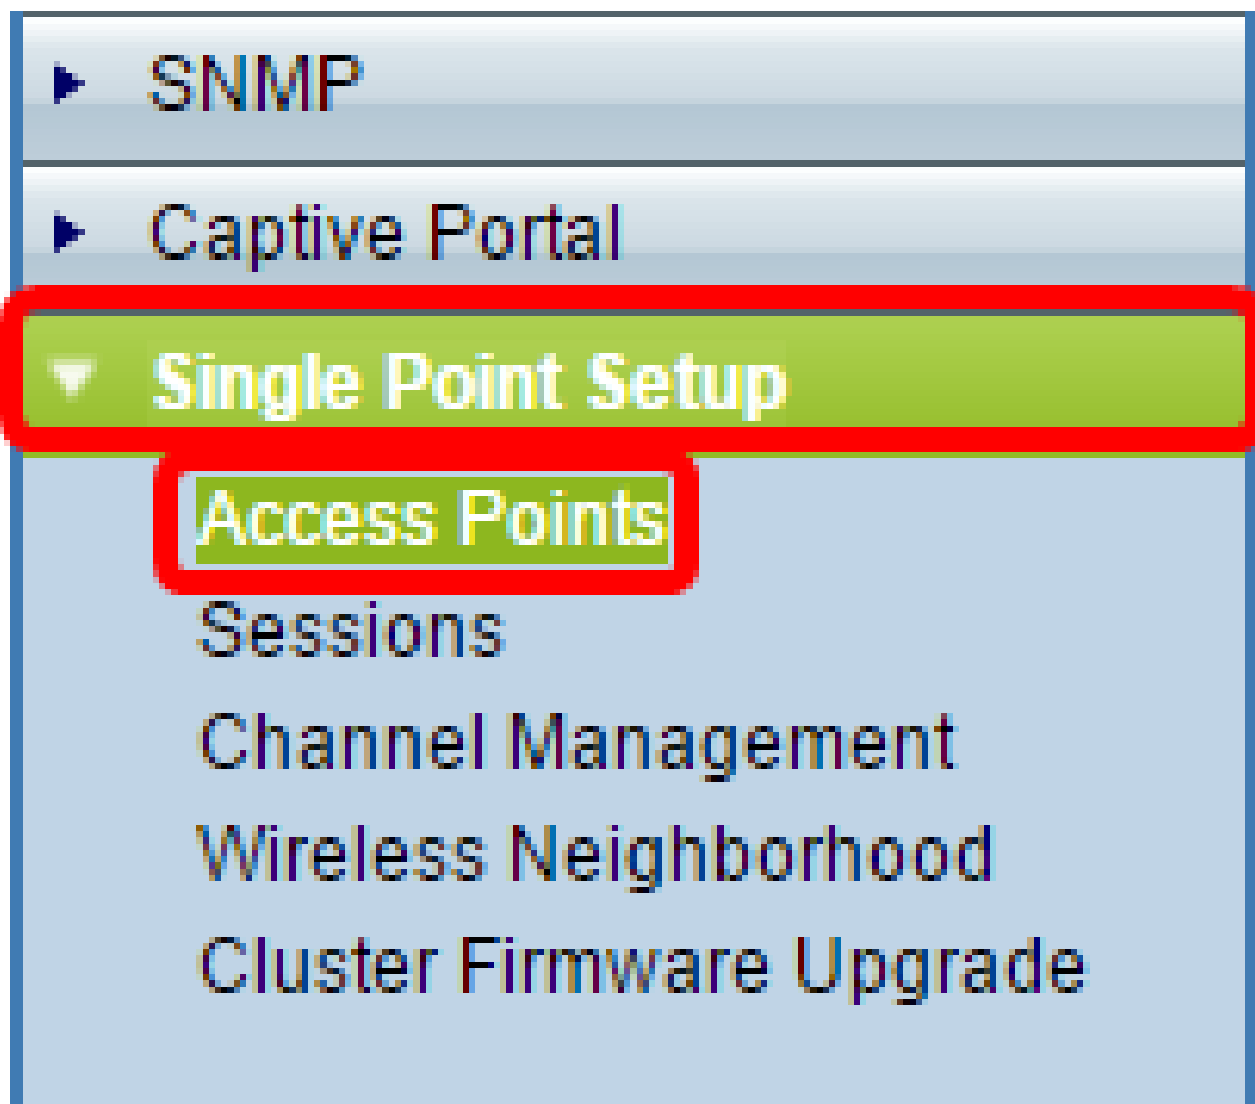 SNMP
Captive Portal
Single Point Setup
Access Points
Sessions
Channel Management
Wireless Neighborhood
Cluster Firmware Upgrade